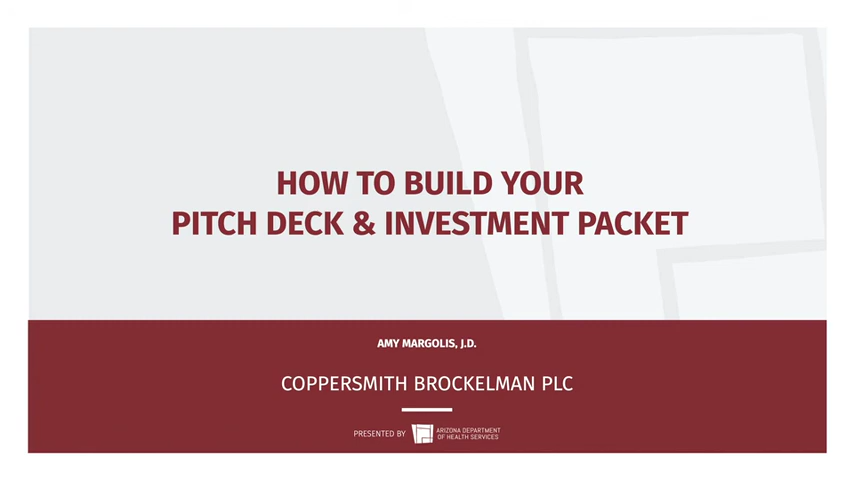 HOW TO BUILD YOUR
PITCH DECK & INVESTMENT PACKET
AMY MARGOLIS, J.D.
COPPERSMITH BROCKELMAN PLC
PRESENTED BY
ARIZONA DEPARTMENT
OF HEALTH SERVICES